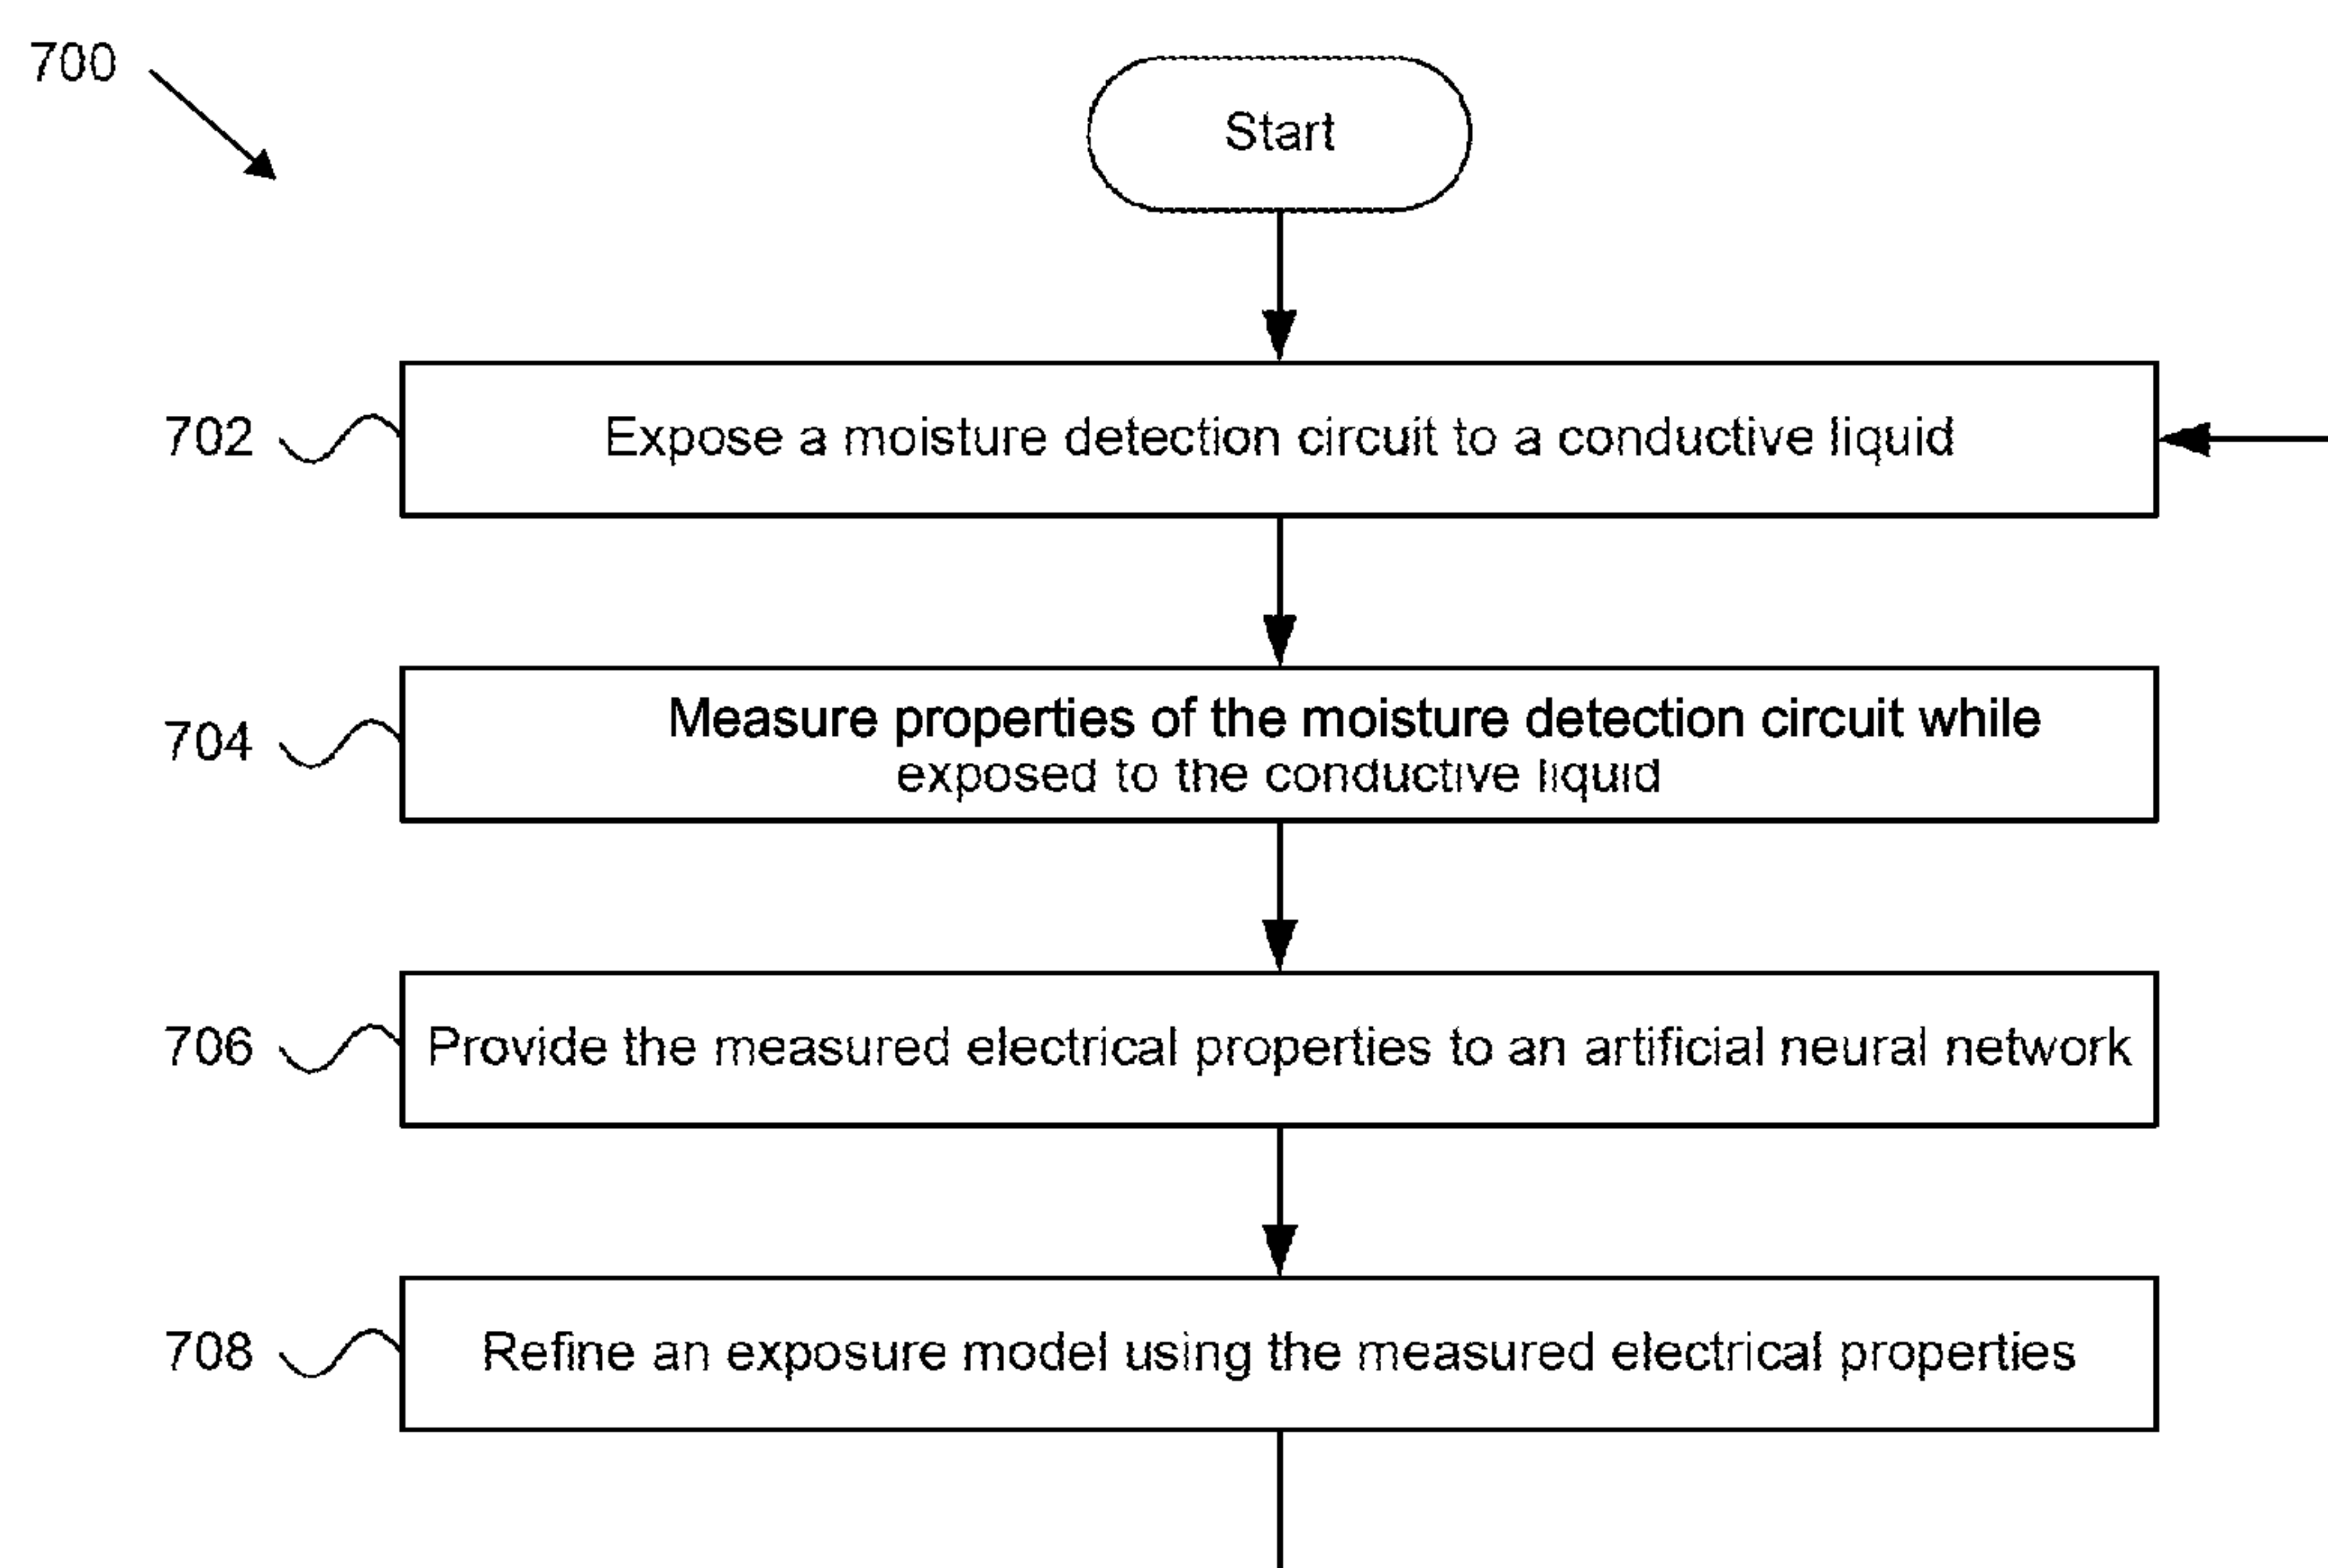 700
Start
702
Expose a moisture detection circuit to a conductive liquid
704
Measure properties of the moisture detection circuit while
exposed to the conductive liquid
706
Provide the measured electrical properties to an artificial neural network
708
Refine an exposure model using the measured electrical properties